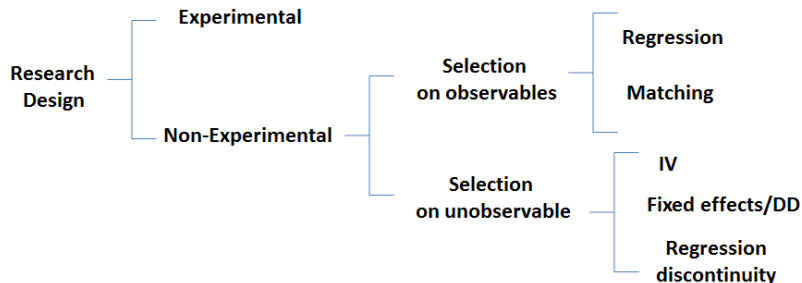 Experimental
Research
Design
Non-Experimental
Selection
on observables
Regression
Matching
Selection
on unobservable
IV
Fixed effects/DD
Regression
discontinuity